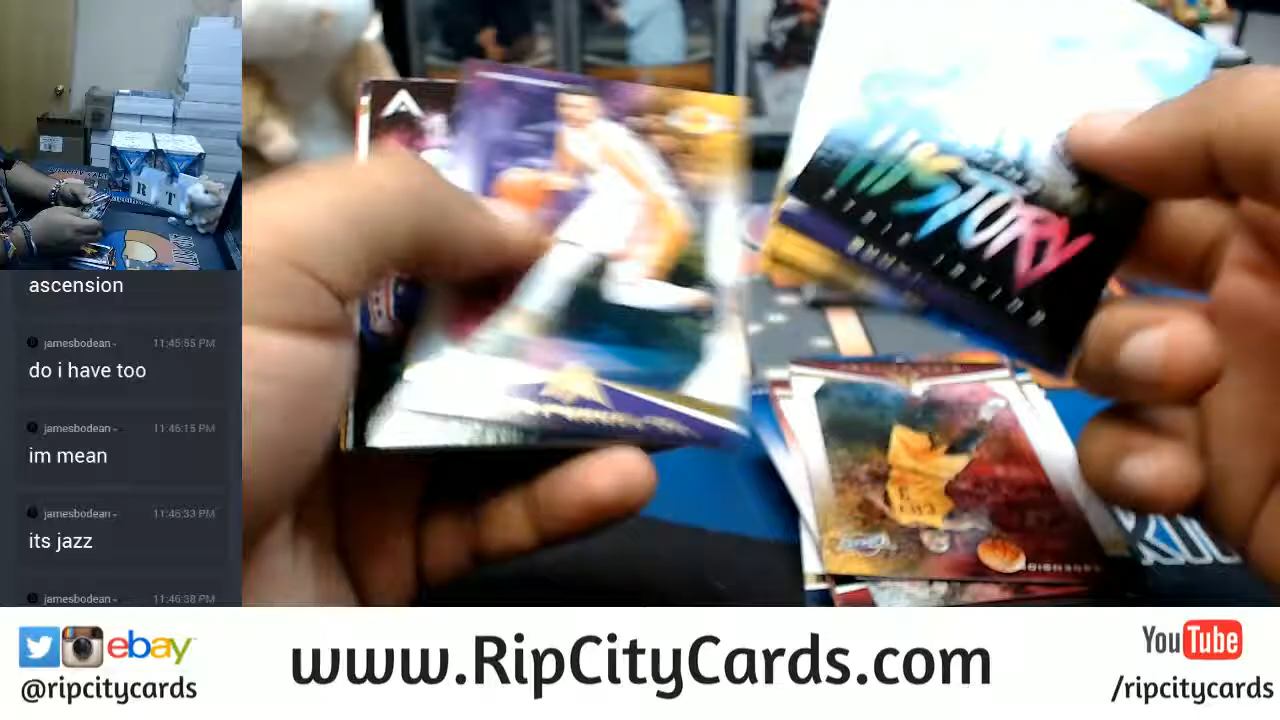 ascension
jamesbodean- 11:45:55 PM
do i have too
jamesbodean- 11:46:15 PM
im mean
jamesbodean- 11:46:33 PM
its jazz
jamesbodean- 11:46:38 PM
R T
HISTORY
ebay
@ripcitycards
www.RipCityCards.com
YouTube
/ripcitycards